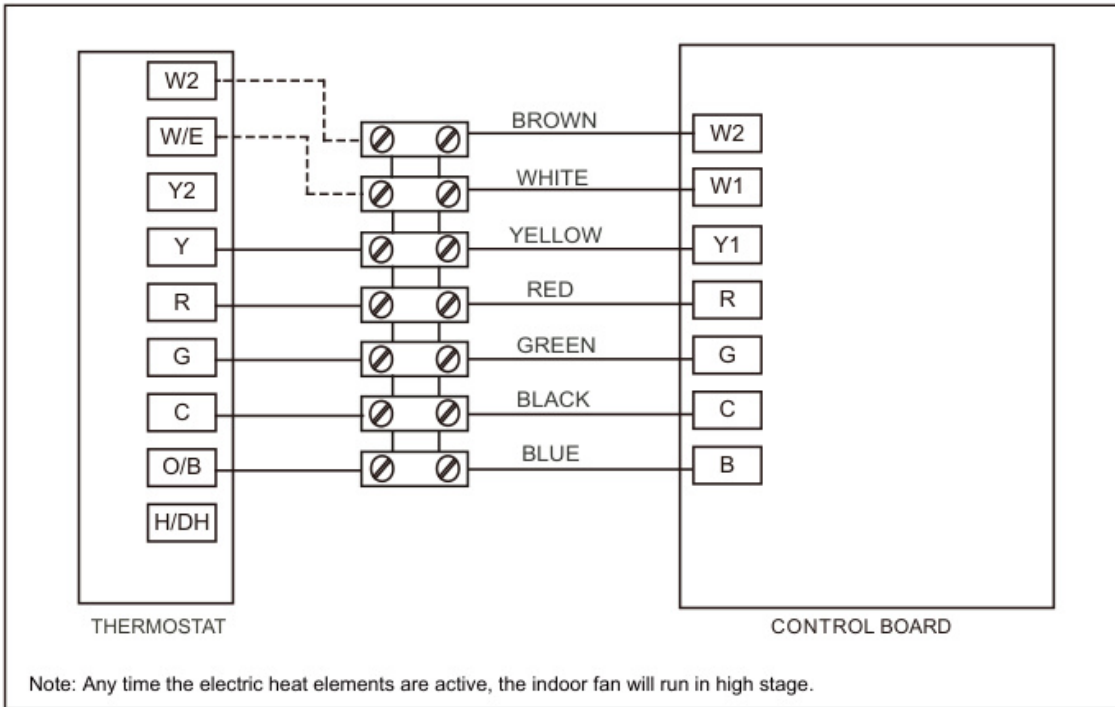 W2
W/E
Y2
Y
R
G
C
O/B
H/DH
THERMOSTAT
BROWN
WHITE
YELLOW
RED
GREEN
BLACK
BLUE
W2
W1
Y1
R
G
C
B
CONTROL BOARD
Note: Any time the electric heat elements are active, the indoor fan will run in high stage.